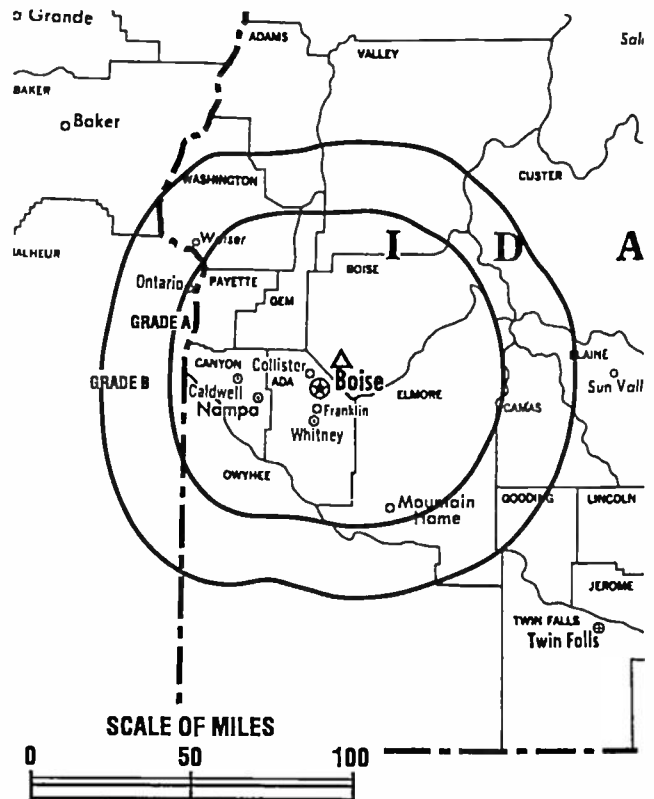 a Grande
ADAMS
VALLEY
Sal
BAKER
Baker
CUSTER
WASHINGTON
Weiser
I D A
ALHEUR
BOISE
Ontario
PAYETTE
GEM
GRADE A
BLAINE
CANYON
Collister
Boise
GRADE B
ADA
ELMORE
Sun Vall
Caldwell
Nampa
Franklin
CAMAS
Whitney
OWYHEE
Mountain
Home
GOODING
LINCOLN
JEROME
TWIN FALLS
Twin Falls
SCALE OF MILES
0 50 100